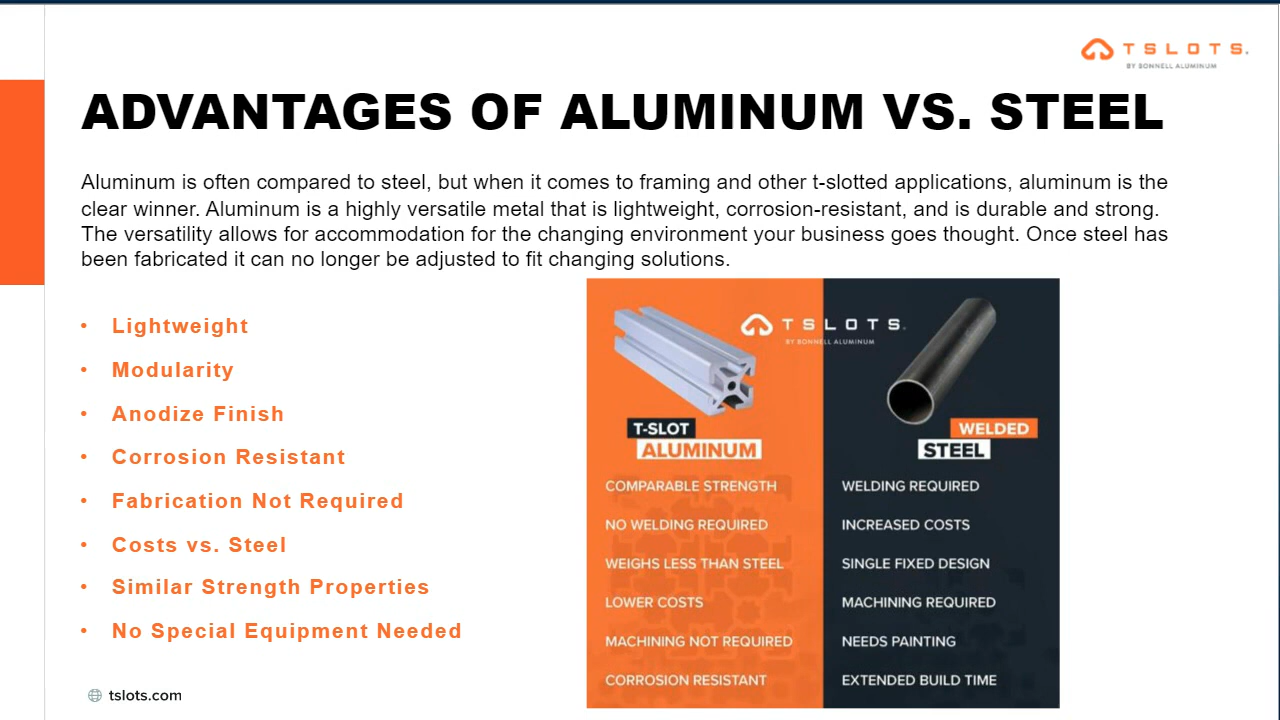 TSLOTS.
BY BONNELL ALUMINUM
ADVANTAGES OF ALUMINUM VS. STEEL
Aluminum is often compared to steel, but when it comes to framing and other t-slotted applications, aluminum is the
clear winner. Aluminum is a highly versatile metal that is lightweight, corrosion-resistant, and is durable and strong.
The versatility allows for accommodation for the changing environment your business goes thought. Once steel has
been fabricated it can no longer be adjusted to fit changing solutions.
• Lightweight
• Modularity
• Anodize Finish
• Corrosion Resistant
• Fabrication Not Required
• Costs vs. Steel
• Similar Strength Properties
• No Special Equipment Needed
TSLOTS.
BY BONNELL ALUMINUM
T-SLOT
ALUMINUM
COMPARABLE STRENGTH
NO WELDING REQUIRED
WEIGHS LESS THAN STEEL
LOWER COSTS
MACHINING NOT REQUIRED
CORROSION RESISTANT
WELDED
STEEL
WELDING REQUIRED
INCREASED COSTS
SINGLE FIXED DESIGN
MACHINING REQUIRED
NEEDS PAINTING
EXTENDED BUILD TIME
tslots.com